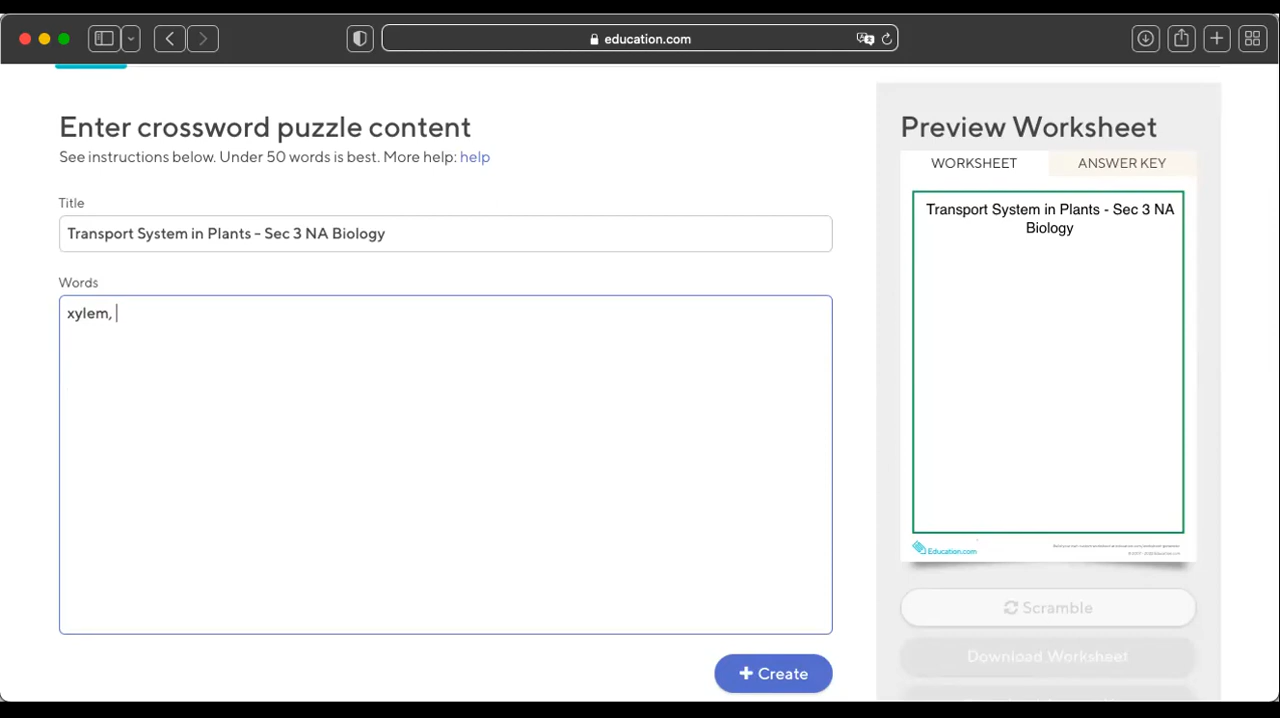 education.com
Enter crossword puzzle content
See instructions below. Under 50 words is best. More help: help
Title
Transport System in Plants - Sec 3 NA Biology
Words
xylem,
+ Create
Preview Worksheet
WORKSHEET
ANSWER KEY
Transport System in Plants - Sec 3 NA
Biology
Education.com
Scramble
Download Worksheet